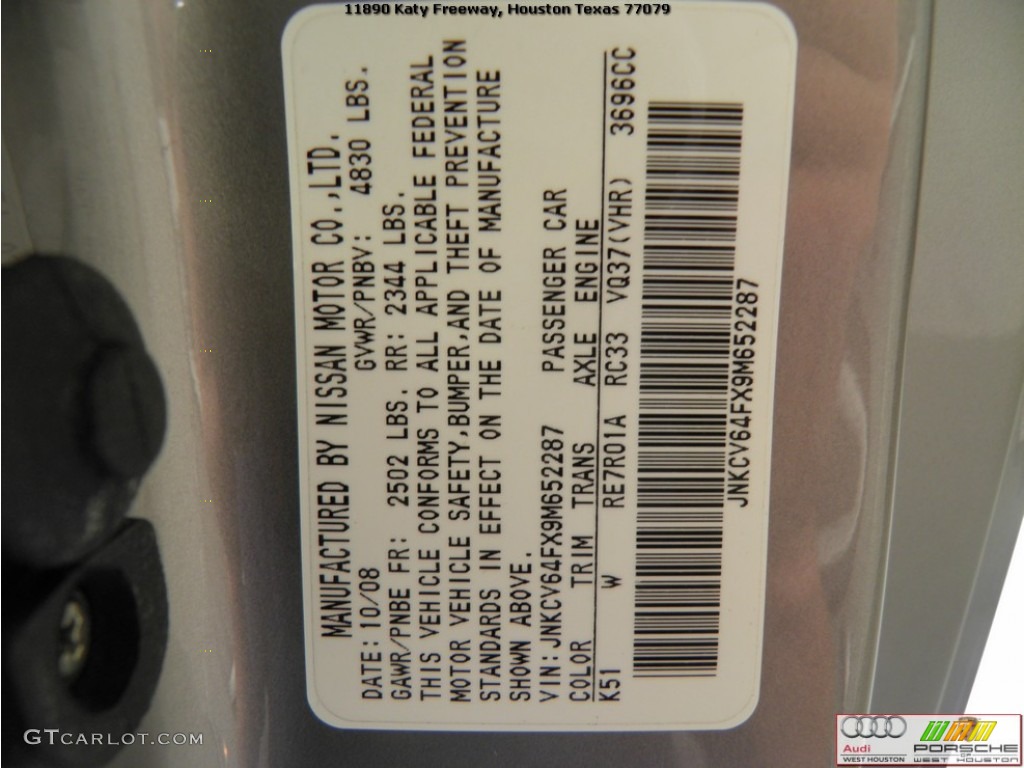 11890 Katy Freeway, Houston Texas 77079
MANUFACTURED BY NISSAN MOTOR CO.,LTD.
DATE: 10/08 GVWR/PNBV: 4830 LBS.
GAWR/PNBE FR: 2502 LBS. RR: 2344 LBS.
THIS VEHICLE CONFORMS TO ALL APPLICABLE FEDERAL
MOTOR VEHICLE SAFETY,BUMPER,AND THEFT PREVENTION
STANDARDS IN EFFECT ON THE DATE OF MANUFACTURE
SHOWN ABOVE.
VIN: JNKCV64FX9M652287 PASSENGER CAR
COLOR TRIM TRANS AXLE ENGINE
K51 W RE7R01A RC33 VQ37(VHR) 3696CC
JNKCV64FX9M652287
GTcarlot.com
Audi
WEST HOUSTON
PORSCHE
OF
WEST HOUSTON